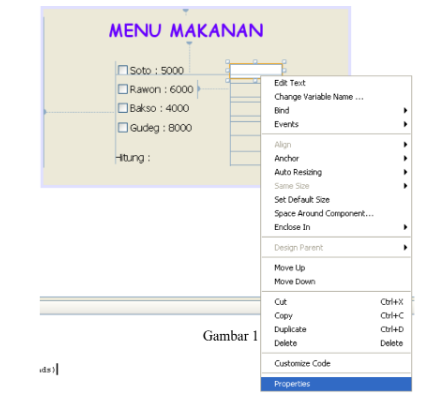 MENU MAKANAN
Soto : 5000
Rawon : 6000
Bakso : 4000
Gudeg : 8000
Hitung :
Edit Text
Change Variable Name ...
Bind
Events
Align
Anchor
Auto Resizing
Same Size
Set Default Size
Space Around Component...
Enclose In
Design Parent
Move Up
Move Down
Cut Ctrl+X
Copy Ctrl+C
Duplicate Ctrl+D
Delete Delete
Customize Code
Properties
Gambar 1
ds)